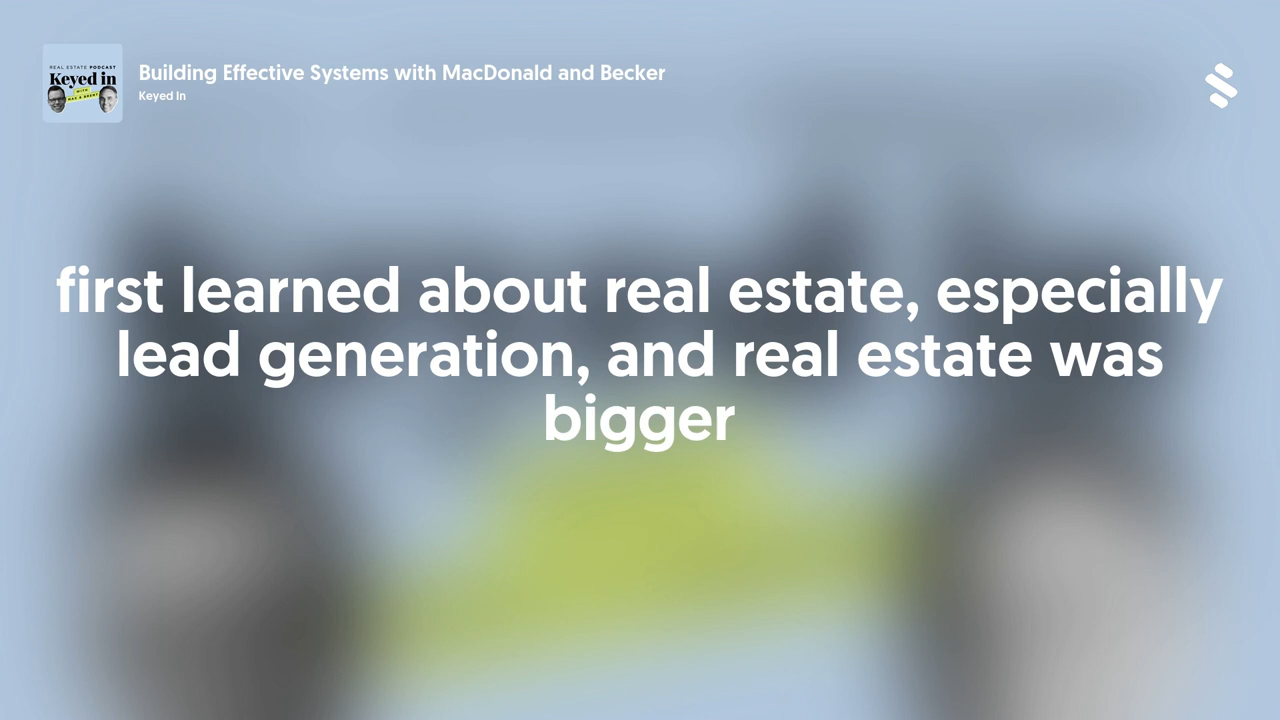 REAL ESTATE PODCAST
Keyed in
WITH
MAX & BRENT
Building Effective Systems with MacDonald and Becker
Keyed In
first learned about real estate, especially
lead generation, and real estate was
bigger